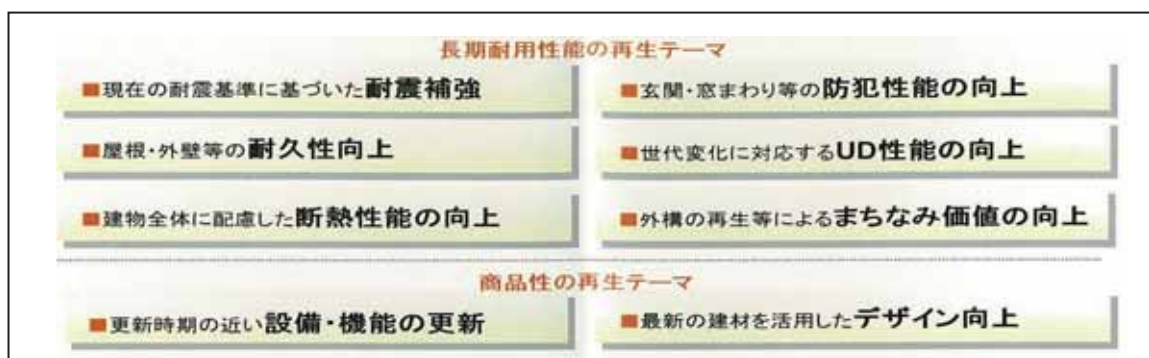 長期耐用性能の再生テーマ
■現在の耐震基準に基づいた耐震補強
■玄関・窓まわり等の防犯性能の向上
■屋根・外壁等の耐久性向上
■世代変化に対応するUD性能の向上
■建物全体に配慮した断熱性能の向上
■外構の再生等によるまちなみ価値の向上
商品性の再生テーマ
■更新時期の近い設備・機能の更新
■最新の建材を活用したデザイン向上